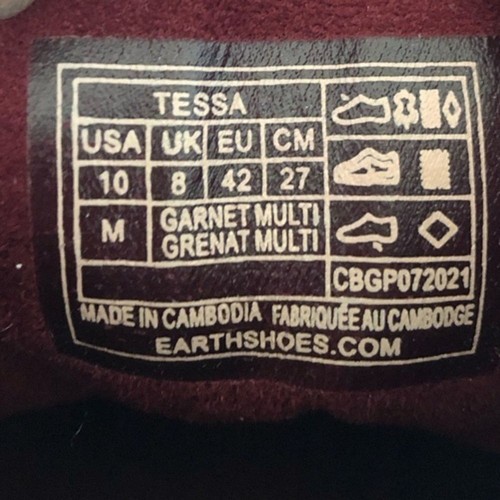 TESSA
USA UK EU CM
10 8 42 27
M GARNET MULTI
GRENAT MULTI
CBGP072021
MADE IN CAMBODIA FABRIQUÉE AU CAMBODGE
EARTHSHOES.COM